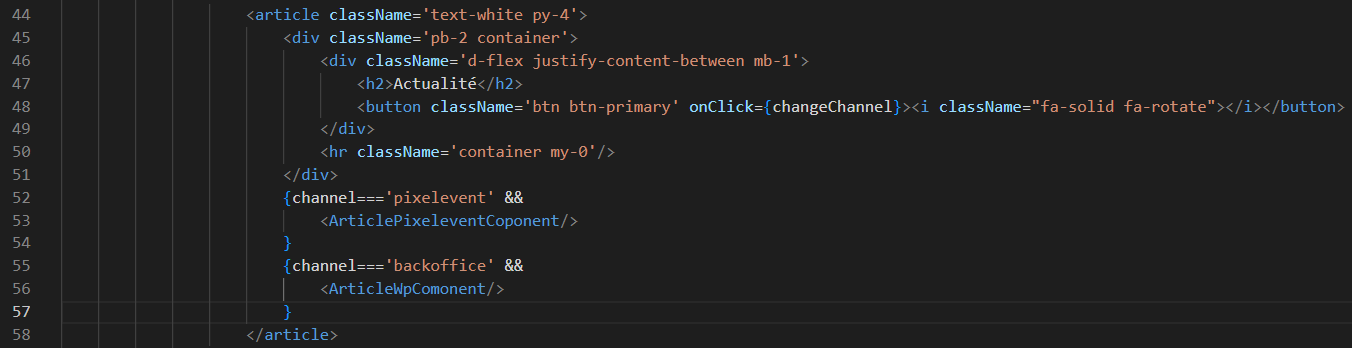 44 <article className='text-white py-4'>
45 <div className='pb-2 container'>
46 <div className='d-flex justify-content-between mb-1'>
47 <h2>Actualité</h2>
48 <button className='btn btn-primary' onClick={changeChannel}><i className="fa-solid fa-rotate"></i></button>
49 </div>
50 <hr className='container my-0'/>
51 </div>
52 {channel==='pixelevent' &&
53 <ArticlePixeleventCoponent/>
54 }
55 {channel==='backoffice' &&
56 <ArticleWpComonent/>
57 }
58 </article>